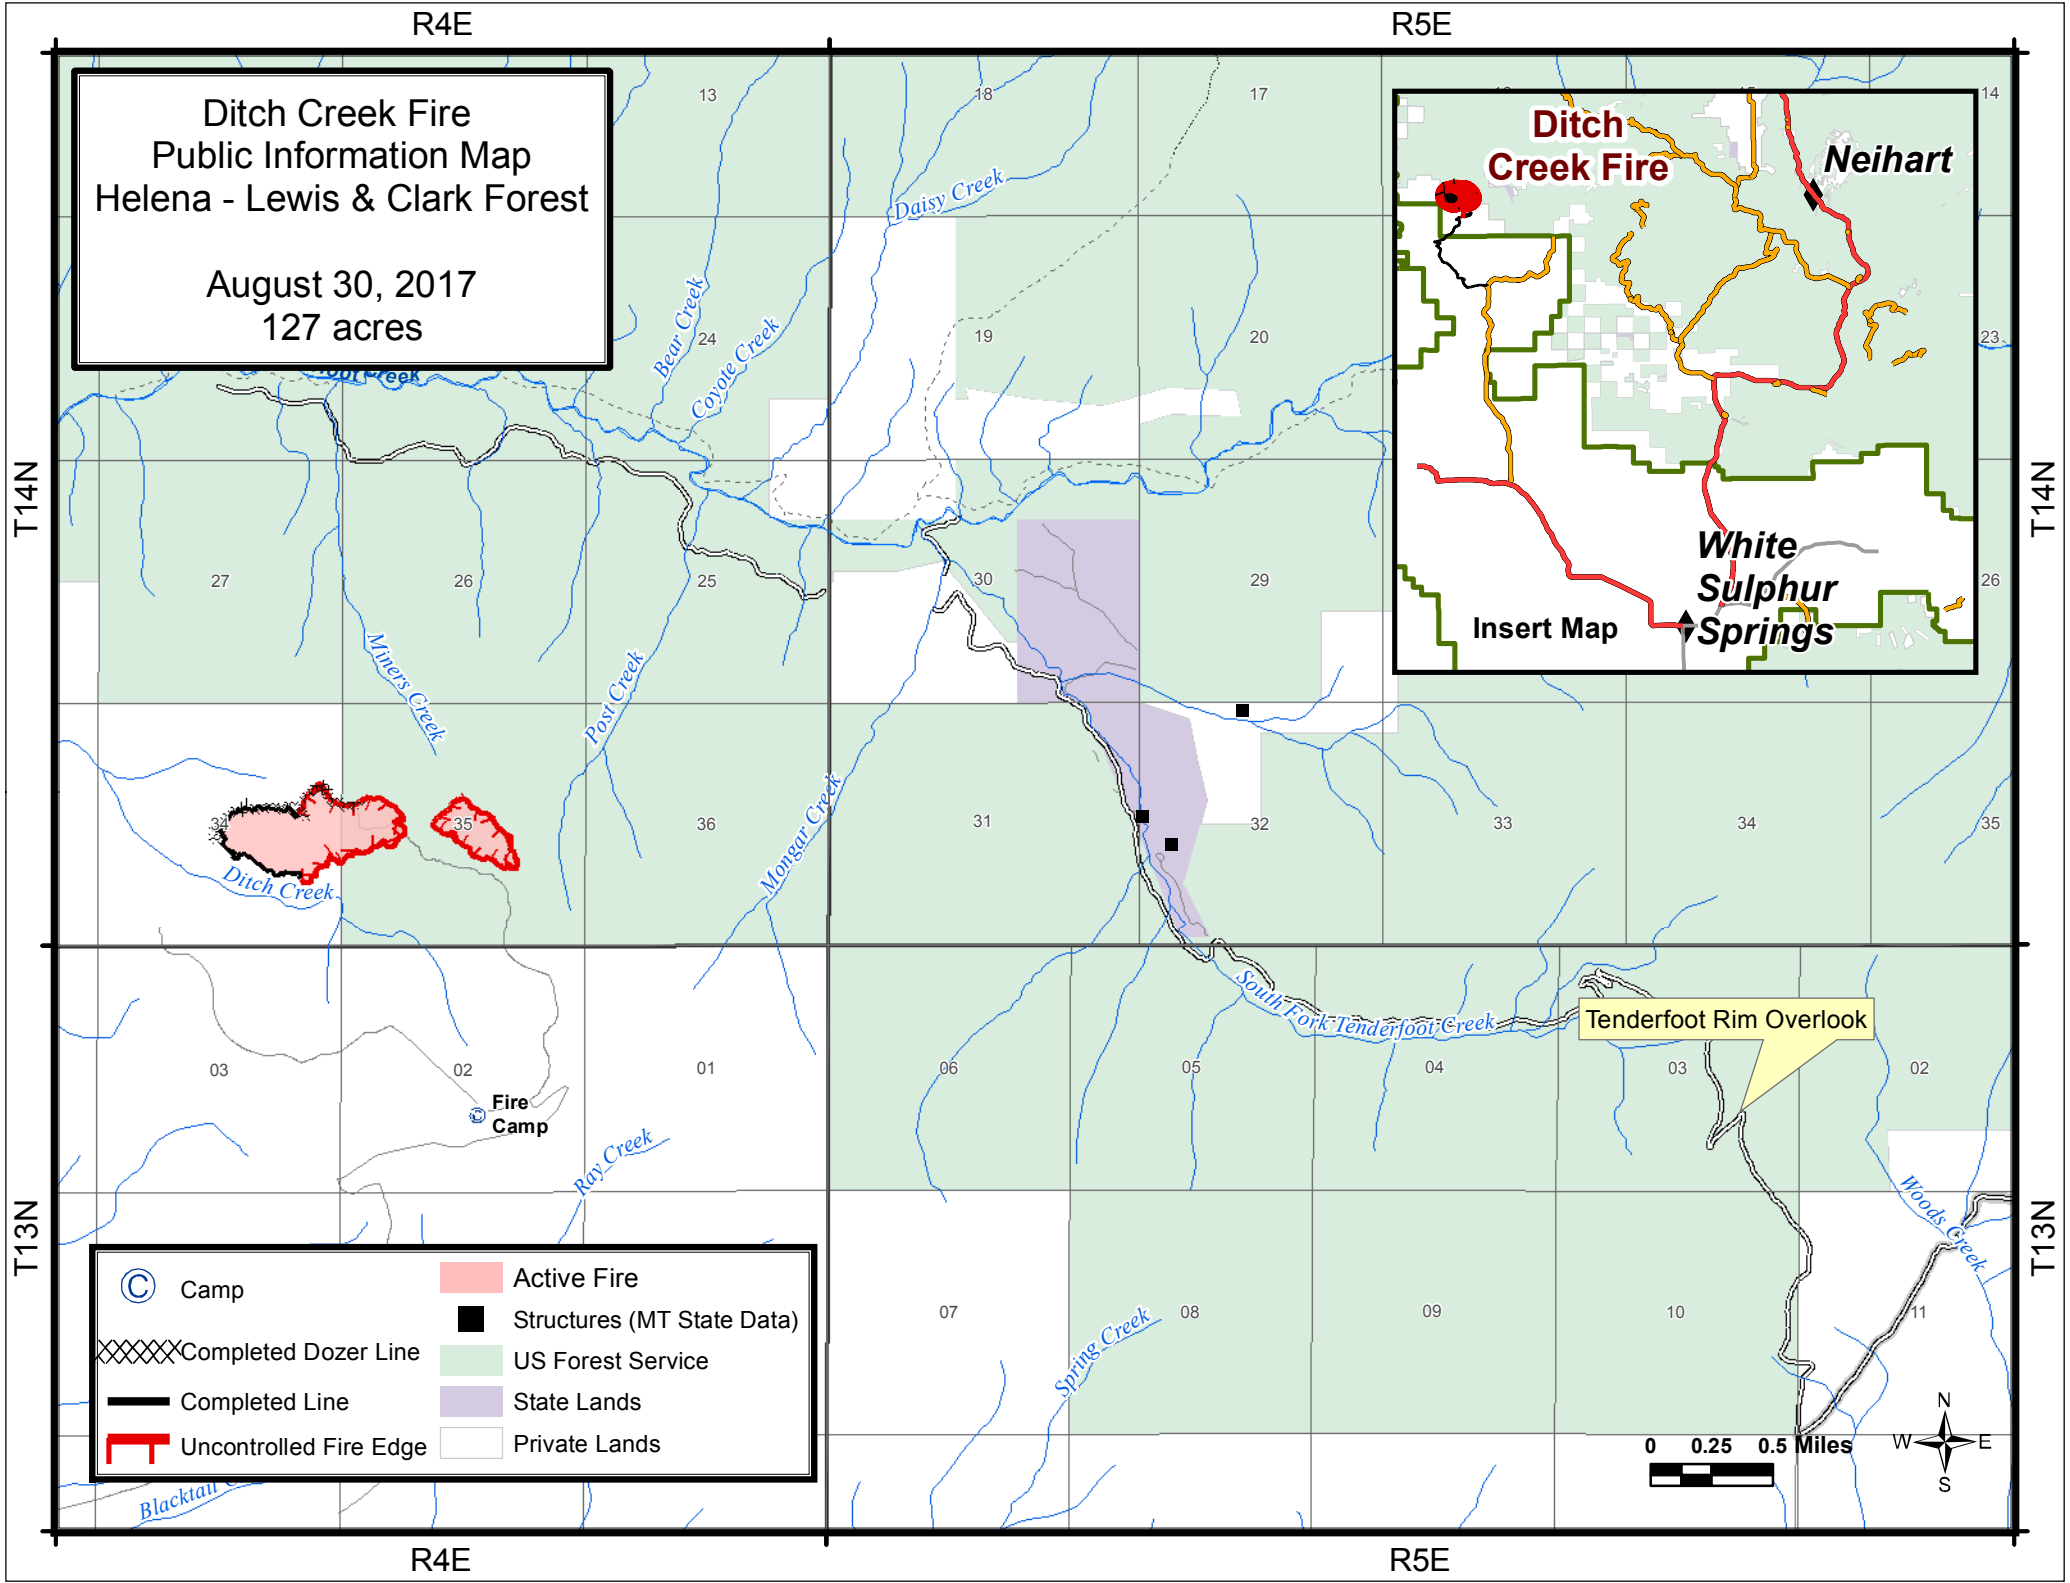 R4E
R5E
Ditch Creek Fire
Public Information Map
Helena - Lewis & Clark Forest
August 30, 2017
127 acres
13
18
17
14
Ditch
Creek Fire
Neihart
White
Sulphur
Springs
Insert Map
Daisy Creek
Bear Creek
Coyote Creek
24
19
20
23
Creek
T14N
T14N
27
26
25
30
29
26
Miners Creek
Post Creek
Mongar Creek
34
35
36
31
32
33
34
35
Ditch Creek
South Fork Tenderfoot Creek
Tenderfoot Rim Overlook
03
02
01
06
05
04
03
02
Fire
Camp
Ray Creek
Woods Creek
T13N
T13N
07
08
09
10
11
Spring Creek
Camp
Completed Dozer Line
Completed Line
Uncontrolled Fire Edge
Active Fire
Structures (MT State Data)
US Forest Service
State Lands
Private Lands
Blacktail
0 0.25 0.5 Miles
N
W E
S
R4E
R5E